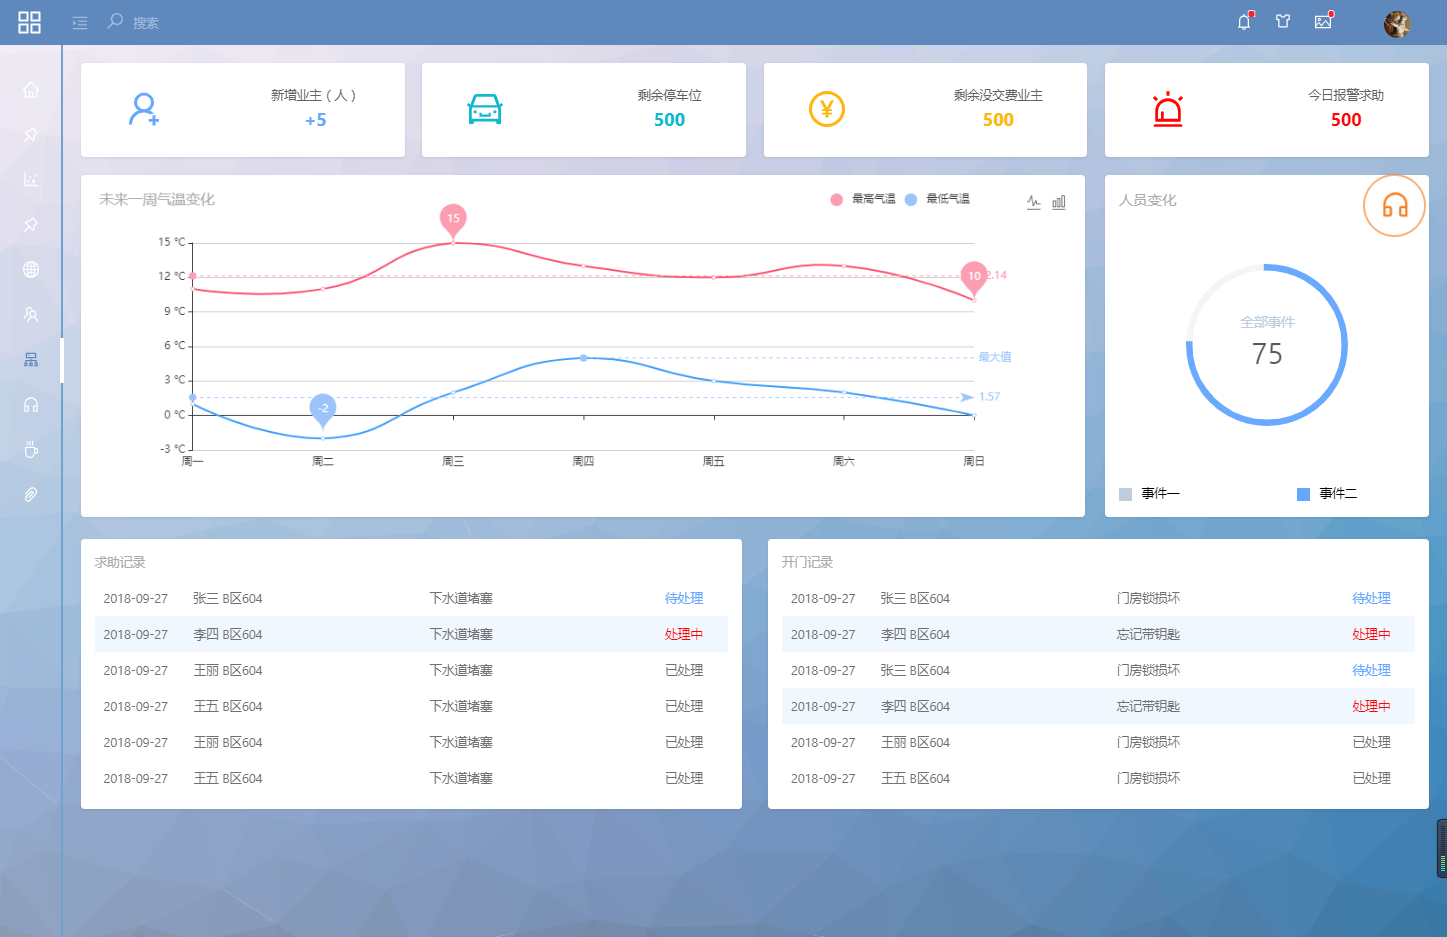 搜索
新增业主 ( 人 )
+5
剩余停车位
500
剩余没交费业主
500
今日报警求助
500
未来一周气温变化
最高气温 最低气温
15
15 °C
12 °C
9 °C
6 °C
3 °C
0 °C
-3 °C
10
2.14
最大值
-2
1.57
周一 周二 周三 周四 周五 周六 周日
人员变化
全部事件
75
事件一 事件二
求助记录
2018-09-27 张三 B区604 下水道堵塞 待处理
2018-09-27 李四 B区604 下水道堵塞 处理中
2018-09-27 王丽 B区604 下水道堵塞 已处理
2018-09-27 王五 B区604 下水道堵塞 已处理
2018-09-27 王丽 B区604 下水道堵塞 已处理
2018-09-27 王五 B区604 下水道堵塞 已处理
开门记录
2018-09-27 张三 B区604 门房锁损坏 待处理
2018-09-27 李四 B区604 忘记带钥匙 处理中
2018-09-27 张三 B区604 门房锁损坏 待处理
2018-09-27 李四 B区604 忘记带钥匙 处理中
2018-09-27 王丽 B区604 门房锁损坏 已处理
2018-09-27 王五 B区604 门房锁损坏 已处理